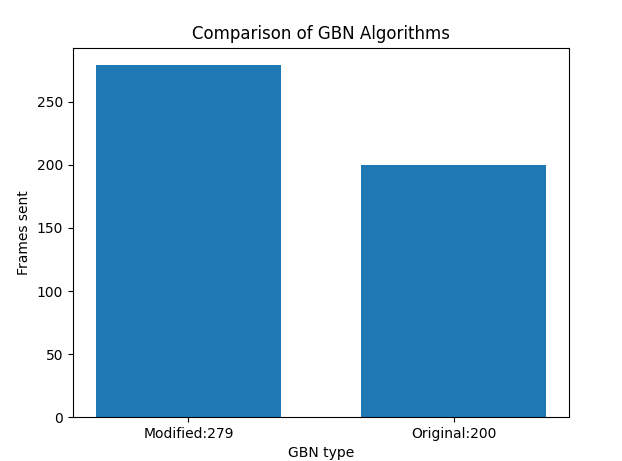 Comparison of GBN Algorithms
Frames sent
250
200
150
100
50
0
Modified:279 Original:200
GBN type